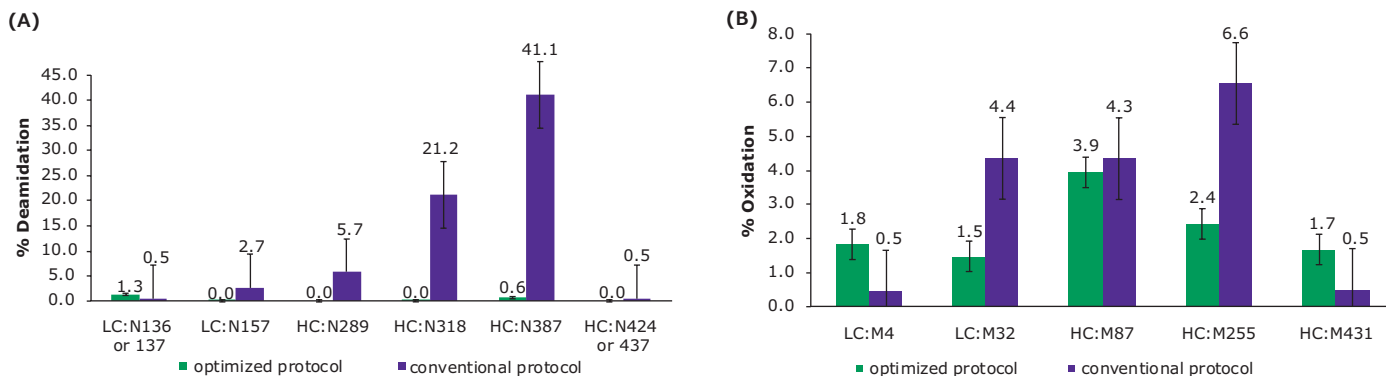 (A)
% Deamidation
45.0
40.0
35.0
30.0
25.0
20.0
15.0
10.0
5.0
0.0
1.3
0.5
0.0
2.7
0.0
5.7
0.0
21.2
0.6
41.1
0.0
0.5
LC:N136 or 137
LC:N157
HC:N289
HC:N318
HC:N387
HC:N424 or 437
optimized protocol
conventional protocol
(B)
% Oxidation
8.0
7.0
6.0
5.0
4.0
3.0
2.0
1.0
0.0
1.8
0.5
1.5
4.4
3.9
4.3
2.4
6.6
1.7
0.5
LC:M4
LC:M32
HC:M87
HC:M255
HC:M431
optimized protocol
conventional protocol